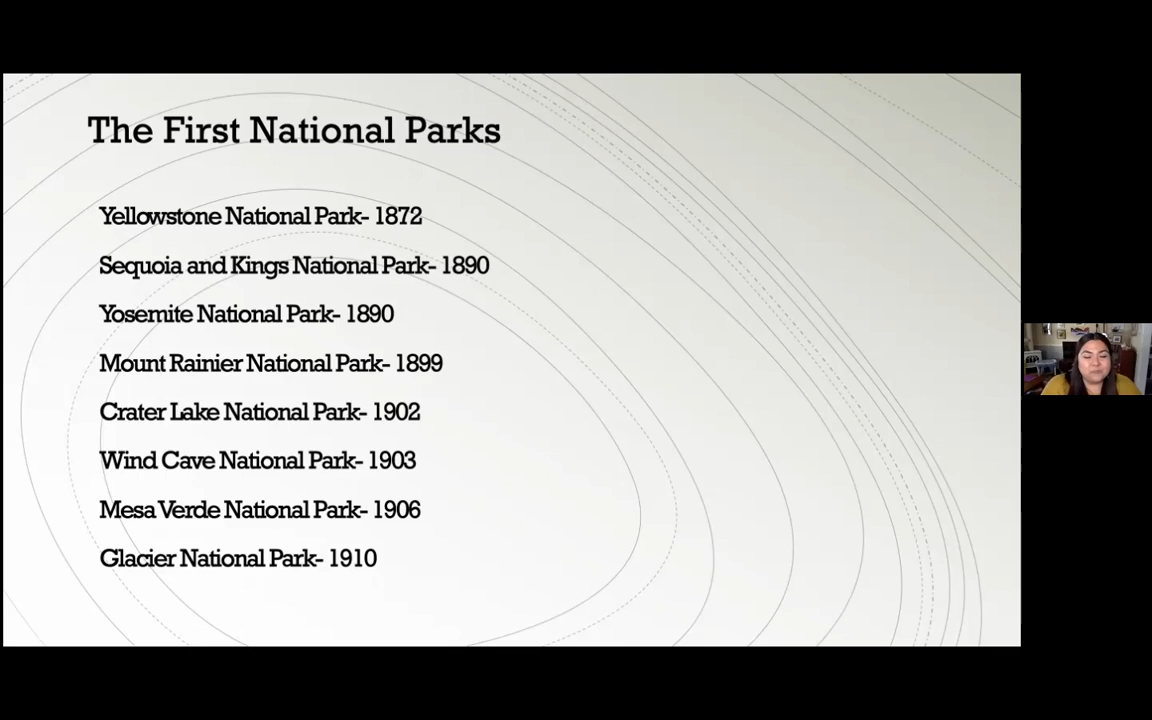 The First National Parks
Yellowstone National Park- 1872
Sequoia and Kings National Park- 1890
Yosemite National Park- 1890
Mount Rainier National Park- 1899
Crater Lake National Park- 1902
Wind Cave National Park- 1903
Mesa Verde National Park- 1906
Glacier National Park- 1910